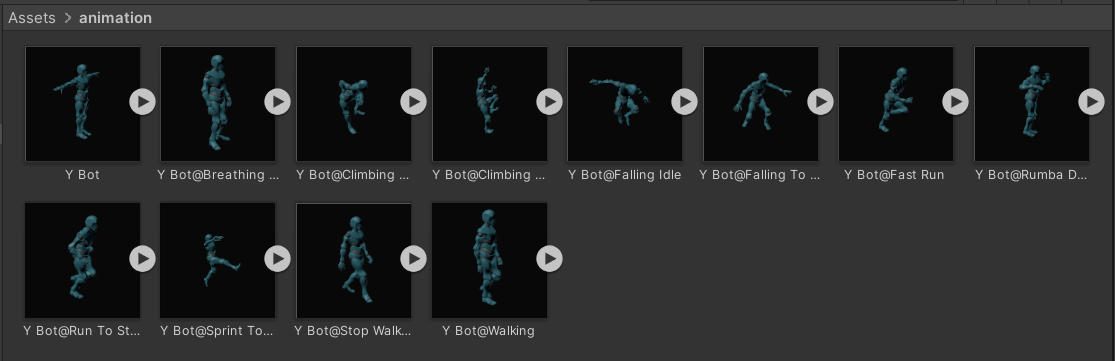 Assets > animation
Y Bot
Y Bot@Breathing ...
Y Bot@Climbing ...
Y Bot@Climbing ...
Y Bot@Falling Idle
Y Bot@Falling To ...
Y Bot@Fast Run
Y Bot@Rumba D...
Y Bot@Run To St...
Y Bot@Sprint To...
Y Bot@Stop Walk...
Y Bot@Walking